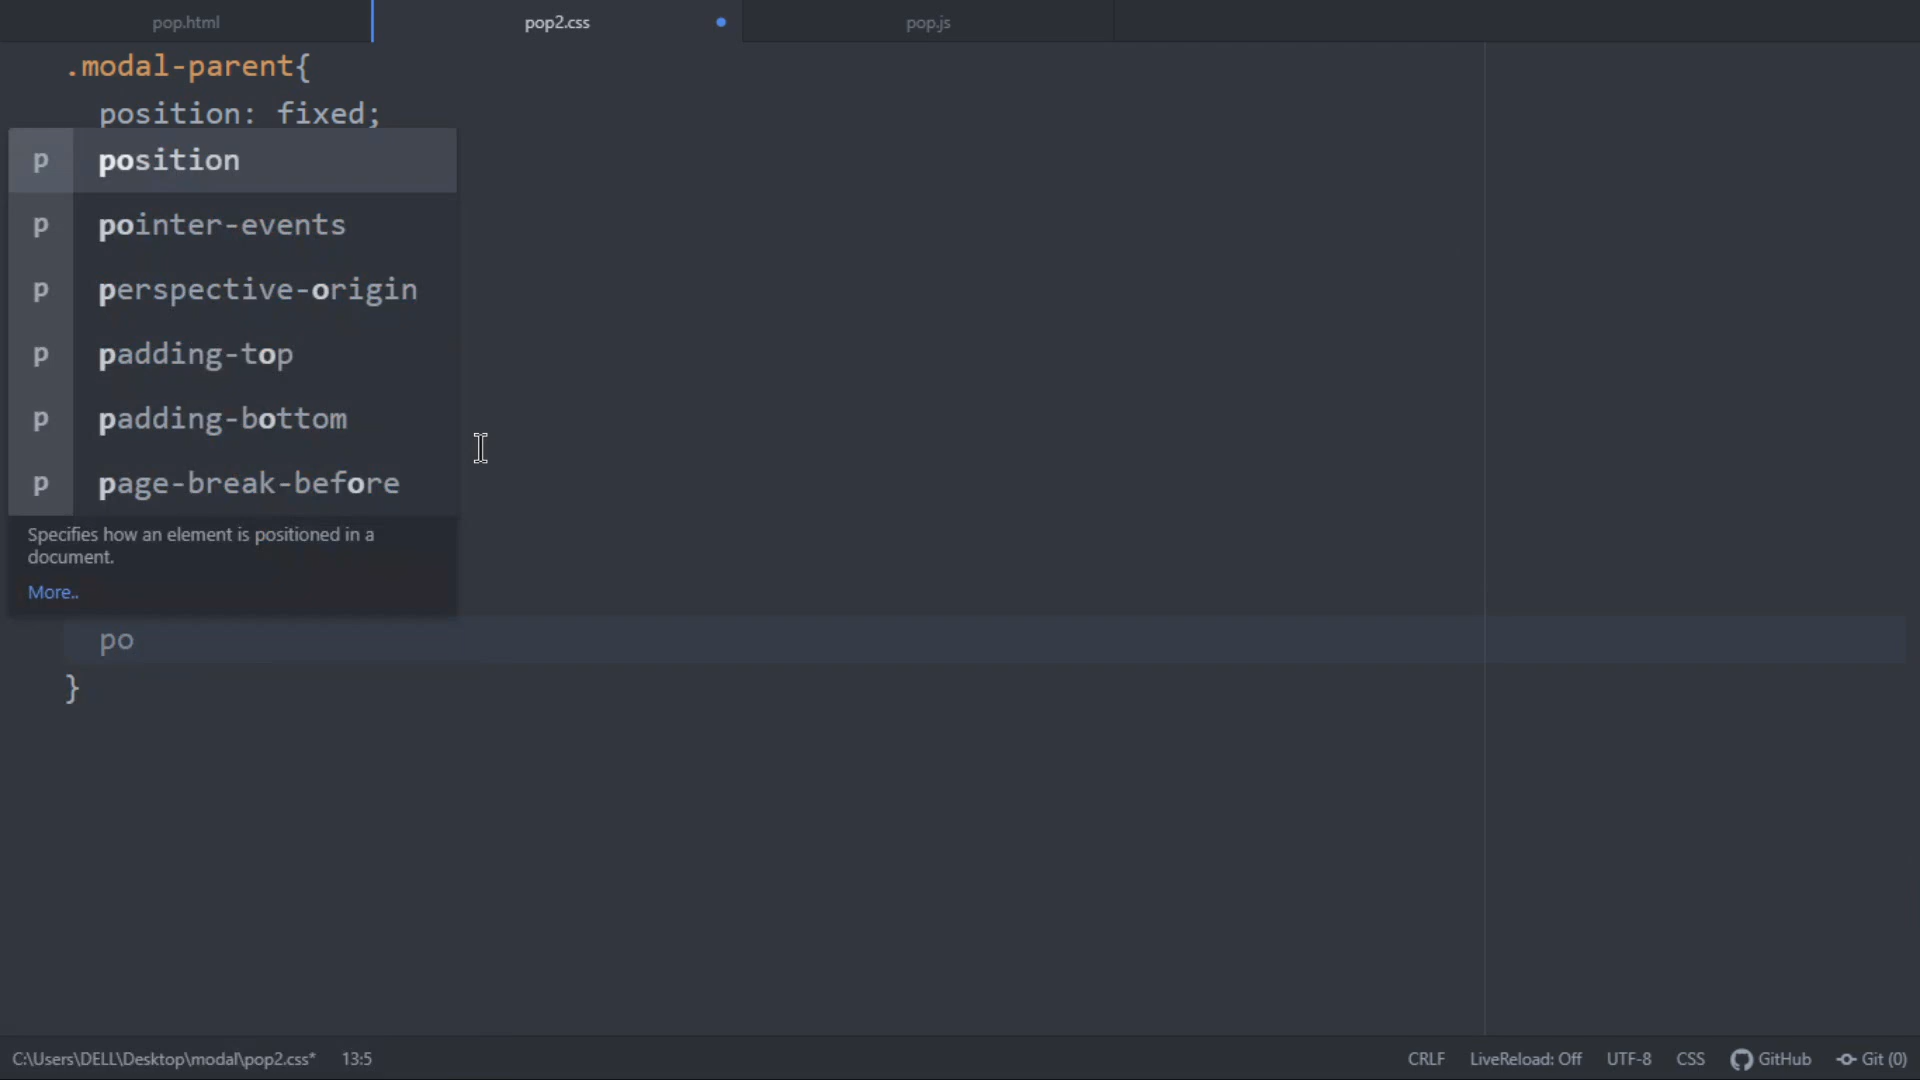 pop.html pop2.css pop.js
.modal-parent{
position: fixed;
p position
p pointer-events
p perspective-origin
p padding-top
p padding-bottom
p page-break-before
Specifies how an element is positioned in a
document.
More..
po
}
C:\Users\DELL\Desktop\modal\pop2.css* 13:5 CRLF LiveReload: Off UTF-8 CSS GitHub Git (0)